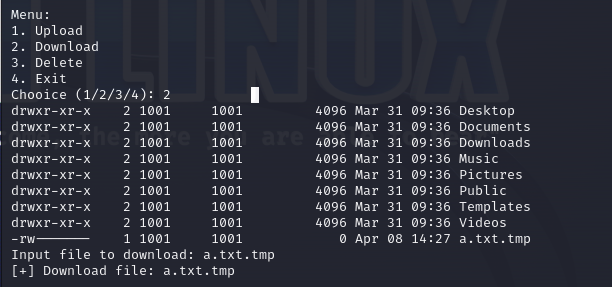 LINUX
Menu:
1. Upload
2. Download
3. Delete
4. Exit
Chooice (1/2/3/4): 2
drwxr-xr-x    2 1001     1001         4096 Mar 31 09:36 Desktop
drwxr-xr-x    2 1001     1001         4096 Mar 31 09:36 Documents
drwxr-xr-x    2 1001     1001         4096 Mar 31 09:36 Downloads
drwxr-xr-x    2 1001     1001         4096 Mar 31 09:36 Music
drwxr-xr-x    2 1001     1001         4096 Mar 31 09:36 Pictures
drwxr-xr-x    2 1001     1001         4096 Mar 31 09:36 Public
drwxr-xr-x    2 1001     1001         4096 Mar 31 09:36 Templates
drwxr-xr-x    2 1001     1001         4096 Mar 31 09:36 Videos
-rw-------    1 1001     1001            0 Apr 08 14:27 a.txt.tmp
Input file to download: a.txt.tmp
[+] Download file: a.txt.tmp